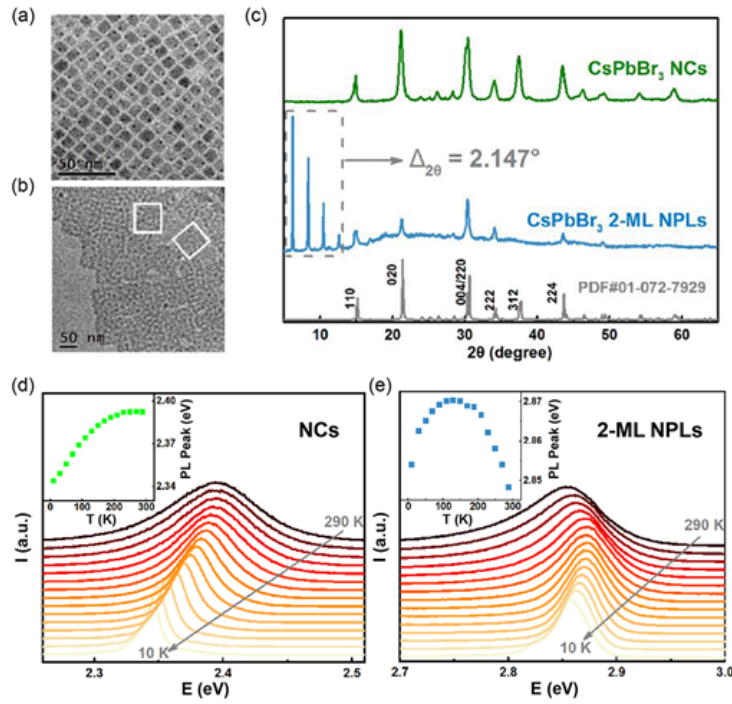 (a)
50 nm
(b)
50 nm
(c)
CsPbBr₃ NCs
Δ₂θ = 2.147°
CsPbBr₃ 2-ML NPLs
110
020
004/220
222
312
224
PDF#01-072-7929
10 20 30 40 50 60
2θ (degree)
(d)
2.40
2.39
2.34
PL Peak (eV)
0 100 200 300
T (K)
NCs
290 K
10 K
I (a.u.)
2.3 2.4 2.5
E (eV)
(e)
2.87
2.86
2.85
PL Peak (eV)
0 100 200 300
T (K)
2-ML NPLs
290 K
10 K
I (a.u.)
2.7 2.8 2.9 3.0
E (eV)